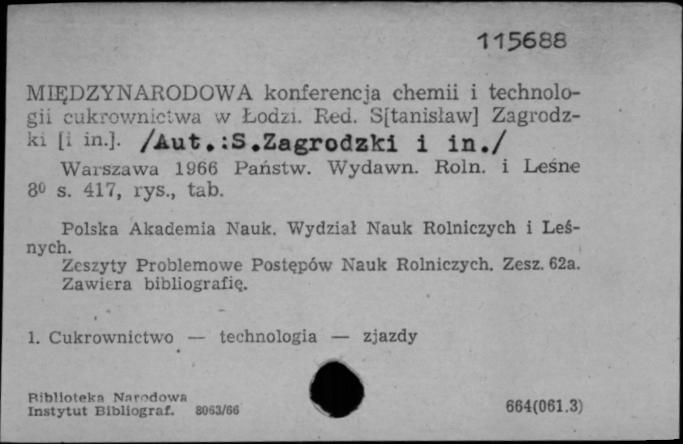 115688
MIĘDZYNARODOWA konferencja chemii i technolo-
gii cukrownictwa w Łodzi. Red. S[tanisław] Zagrodz-
ki [i in.]. /Aut.:S.Zagrodzki i in./
Warszawa 1966 Państw. Wydawn. Roln. i Leśne
8⁰ s. 417, rys., tab.
Polska Akademia Nauk. Wydział Nauk Rolniczych i Leś-
nych.
Zeszyty Problemowe Postępów Nauk Rolniczych. Zesz. 62a.
Zawiera bibliografię.
1. Cukrownictwo — technologia — zjazdy
Biblioteka Narodowa
Instytut Bibliograf. 8063/66
664(061.3)